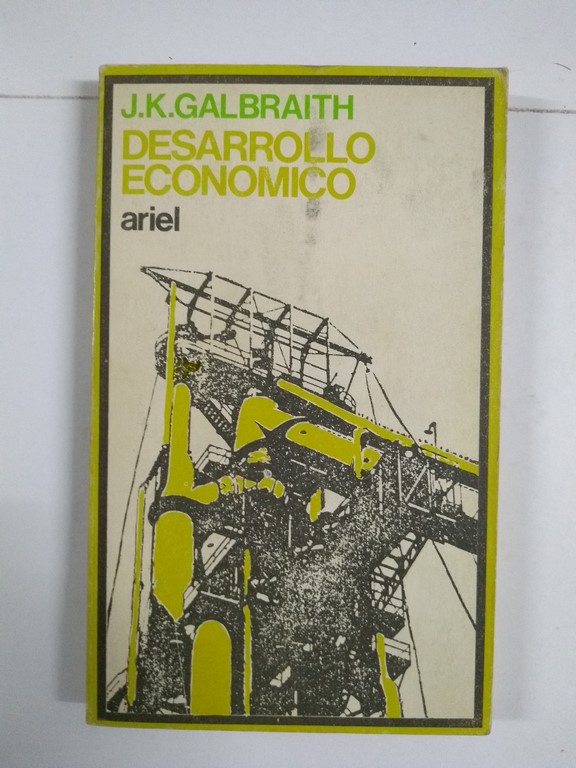 J.K.GALBRAITH
DESARROLLO
ECONOMICO
ariel